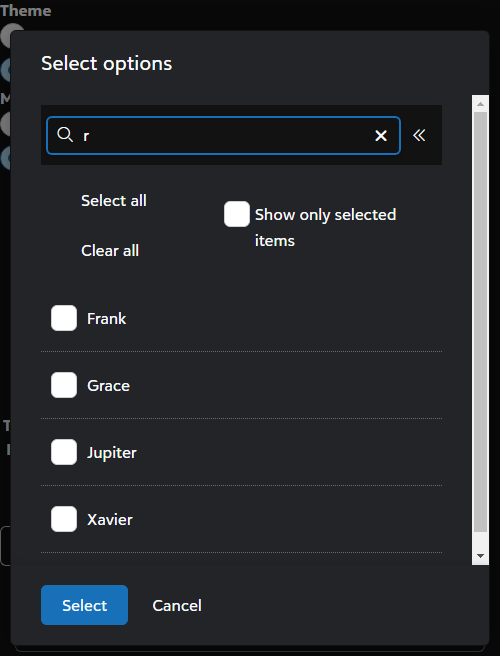 Theme
Select options
r
Select all
Show only selected
items
Clear all
Frank
Grace
Jupiter
Xavier
Select
Cancel